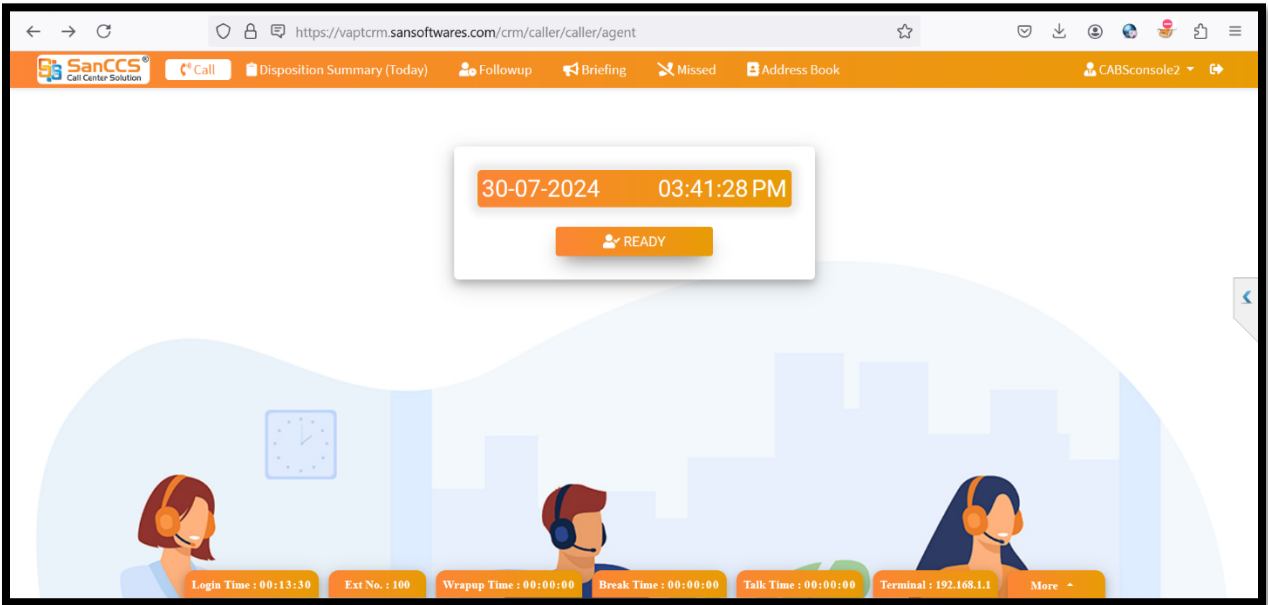 https://vaptcrm.sansoftwares.com/crm/caller/caller/agent
SanCCS®
Call Center Solution
Call
Disposition Summary (Today)
Followup
Briefing
Missed
Address Book
CABSconsole2
30-07-2024 03:41:28 PM
READY
Login Time : 00:13:30
Ext No. : 100
Wrapup Time : 00:00:00
Break Time : 00:00:00
Talk Time : 00:00:00
Terminal : 192.168.1.1
More